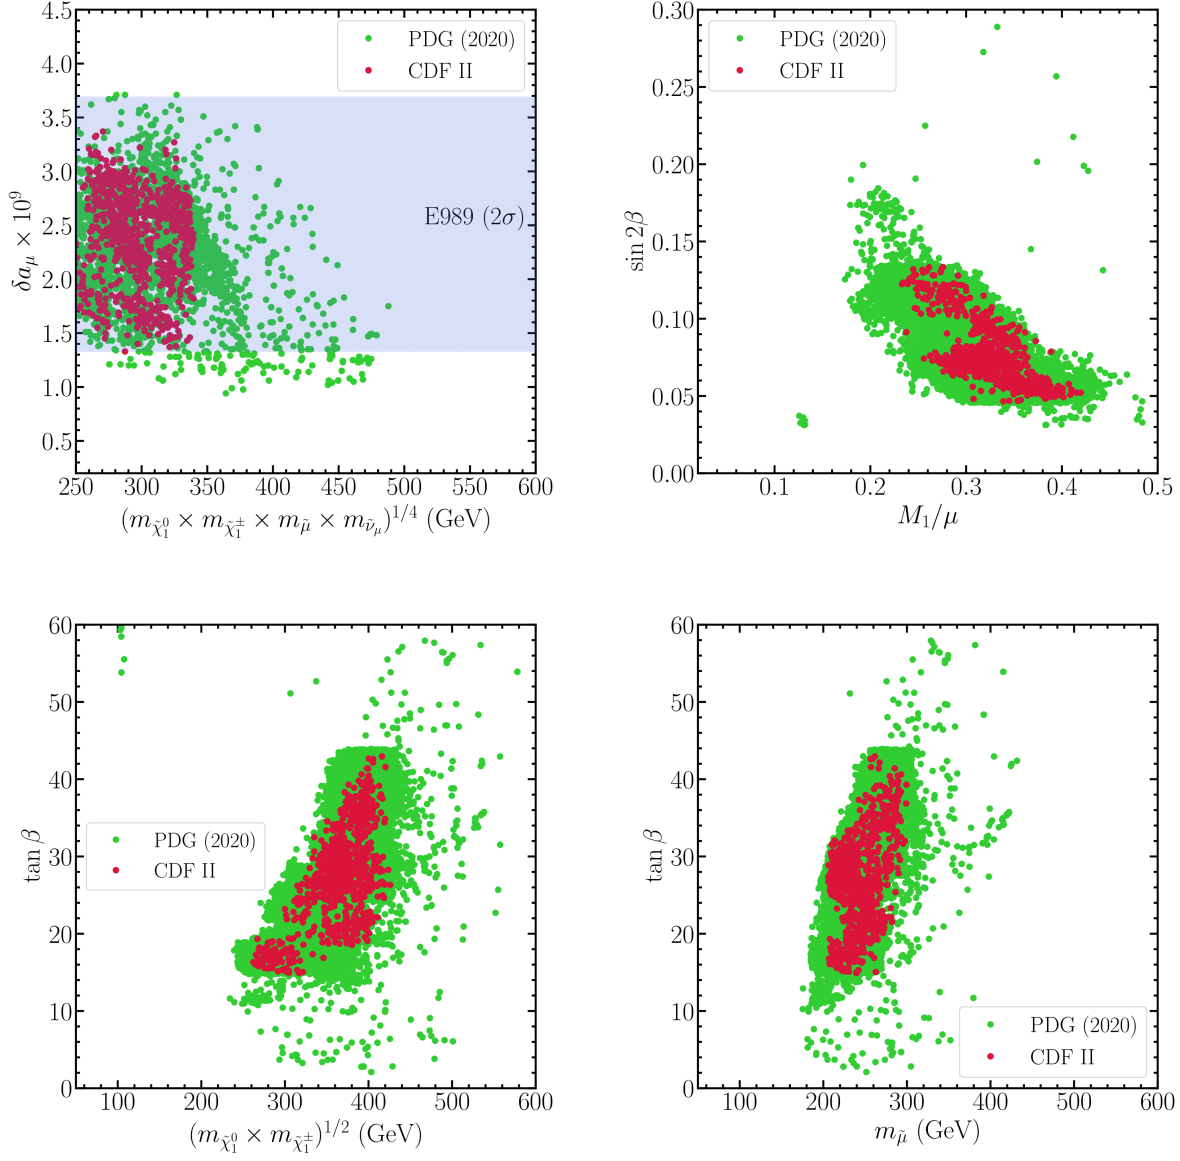 PDG (2020)
CDF II
E989 (2σ)
δa_μ × 10^9
4.5
4.0
3.5
3.0
2.5
2.0
1.5
1.0
0.5
250 300 350 400 450 500 550 600
(m_χ̃₁⁰ × m_χ̃₁± × m_μ̃ × m_ν̃_μ)^{1/4} (GeV)
PDG (2020)
CDF II
sin 2β
0.30
0.25
0.20
0.15
0.10
0.05
0.00
0.1 0.2 0.3 0.4 0.5
M₁/μ
PDG (2020)
CDF II
tan β
60
50
40
30
20
10
0
100 200 300 400 500 600
(m_χ̃₁⁰ × m_χ̃₁±)^{1/2} (GeV)
PDG (2020)
CDF II
tan β
60
50
40
30
20
10
0
100 200 300 400 500 600
m_μ̃ (GeV)